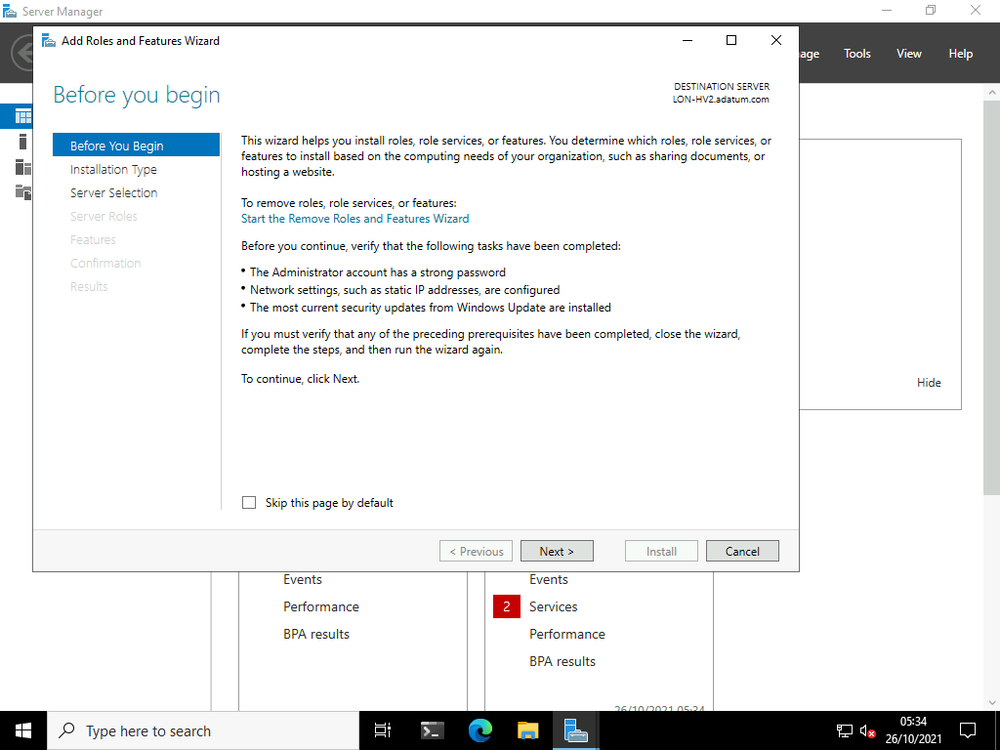 Server Manager
Add Roles and Features Wizard
Tools
View
Help
Before you begin
DESTINATION SERVER
LON-HV2.adatum.com
Before You Begin
Installation Type
Server Selection
Server Roles
Features
Confirmation
Results
This wizard helps you install roles, role services, or features. You determine which roles, role services, or
features to install based on the computing needs of your organization, such as sharing documents, or
hosting a website.
To remove roles, role services, or features:
Start the Remove Roles and Features Wizard
Before you continue, verify that the following tasks have been completed:
• The Administrator account has a strong password
• Network settings, such as static IP addresses, are configured
• The most current security updates from Windows Update are installed
If you must verify that any of the preceding prerequisites have been completed, close the wizard,
complete the steps, and then run the wizard again.
To continue, click Next.
Hide
Skip this page by default
< Previous
Next >
Install
Cancel
Events
Performance
BPA results
Events
2 Services
Performance
BPA results
26/10/2021 05:34
Type here to search
05:34
26/10/2021